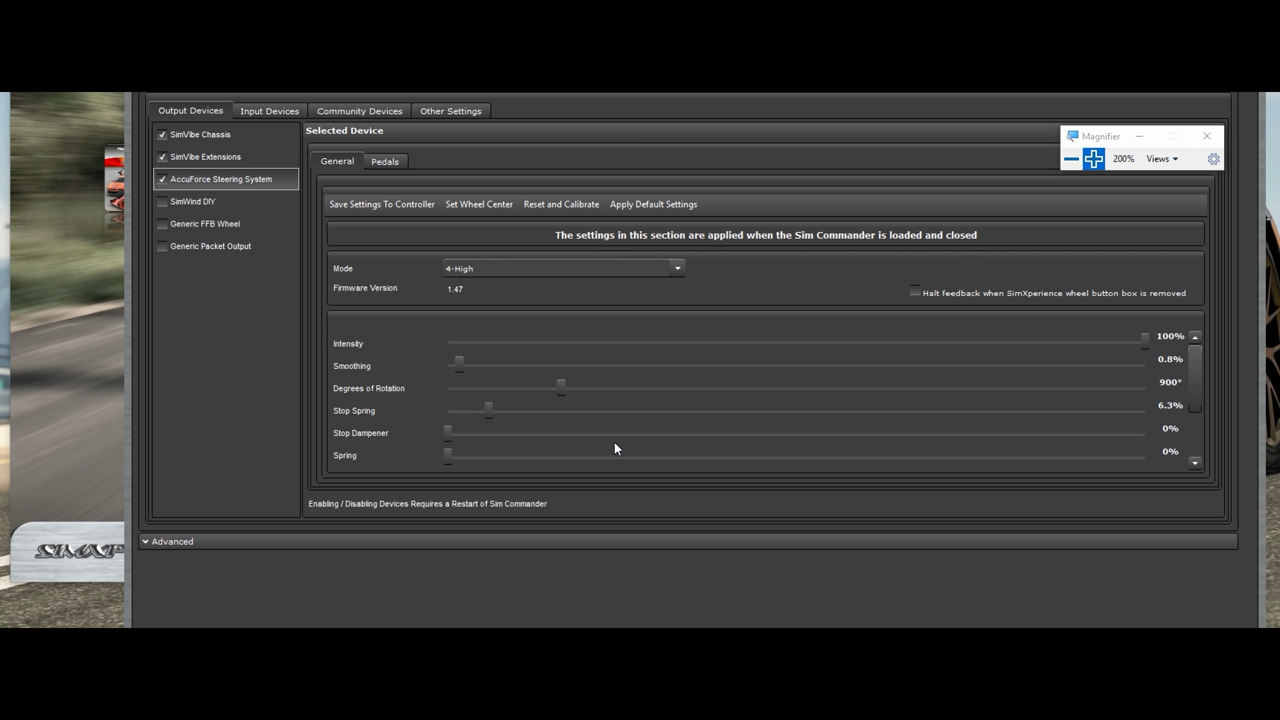 Output Devices Input Devices Community Devices Other Settings
SimVibe Chassis
SimVibe Extensions
AccuForce Steering System
SimWind DIY
Generic FFB Wheel
Generic Packet Output
Selected Device
Magnifier
200% Views
General Pedals
Save Settings To Controller Set Wheel Center Reset and Calibrate Apply Default Settings
The settings in this section are applied when the Sim Commander is loaded and closed
Mode 4-High
Firmware Version 1.47
Halt feedback when SimXperience wheel button box is removed
Intensity 100%
Smoothing 0.8%
Degrees of Rotation 900°
Stop Spring 6.3%
Stop Dampener 0%
Spring 0%
Enabling / Disabling Devices Requires a Restart of Sim Commander
Advanced